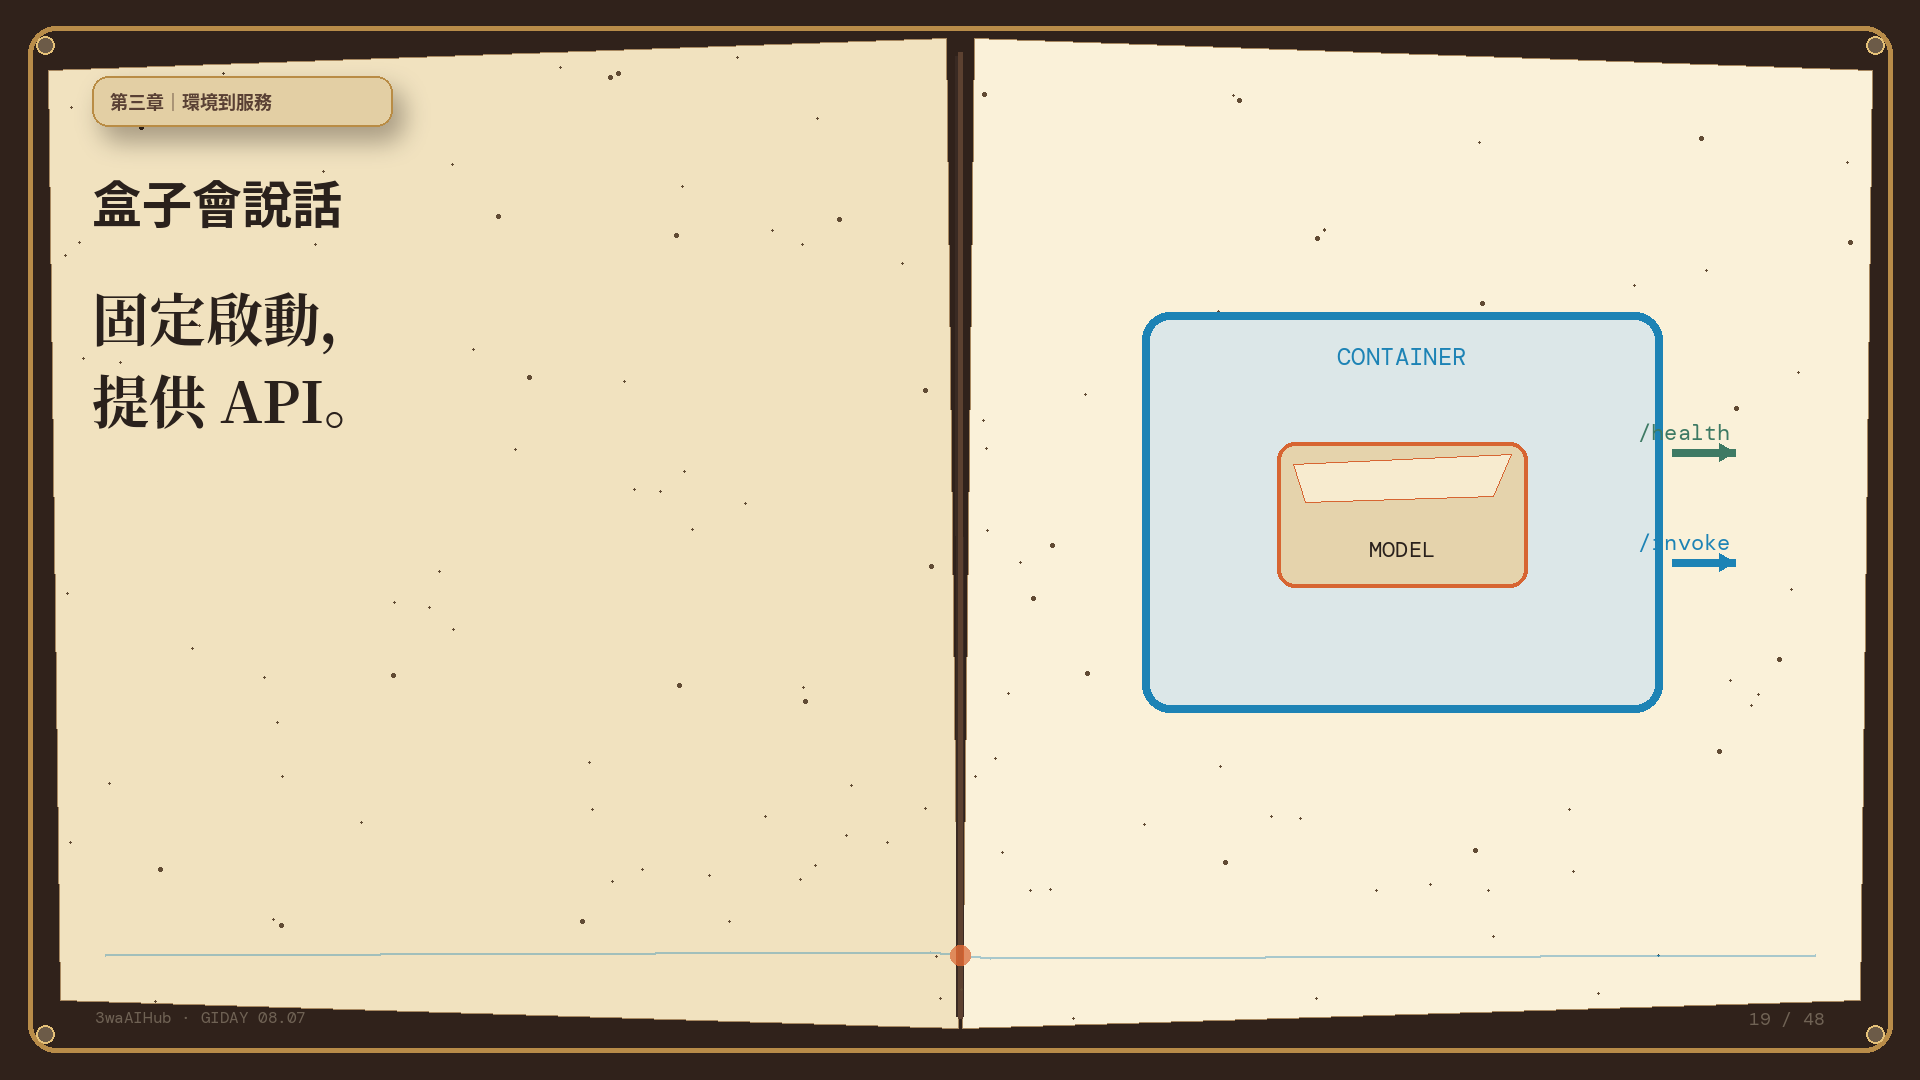 第三章｜環境到服務
盒子會說話
固定啟動，
提供 API。
CONTAINER
/health
MODEL
/invoke
3waAIHub · GIDAY 08.07
19 / 48